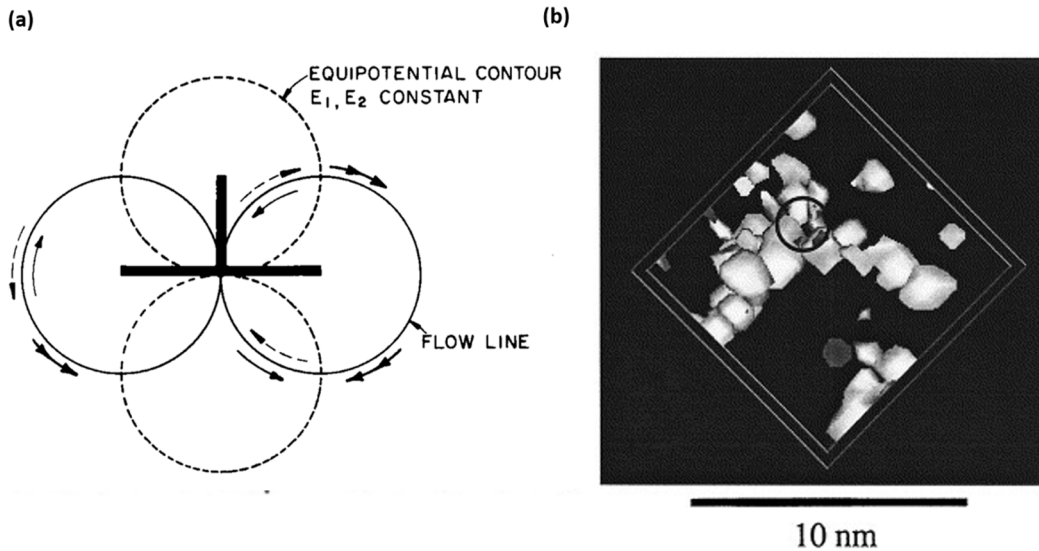 (a)
EQUIPOTENTIAL CONTOUR
E1, E2 CONSTANT
FLOW LINE
(b)
10 nm